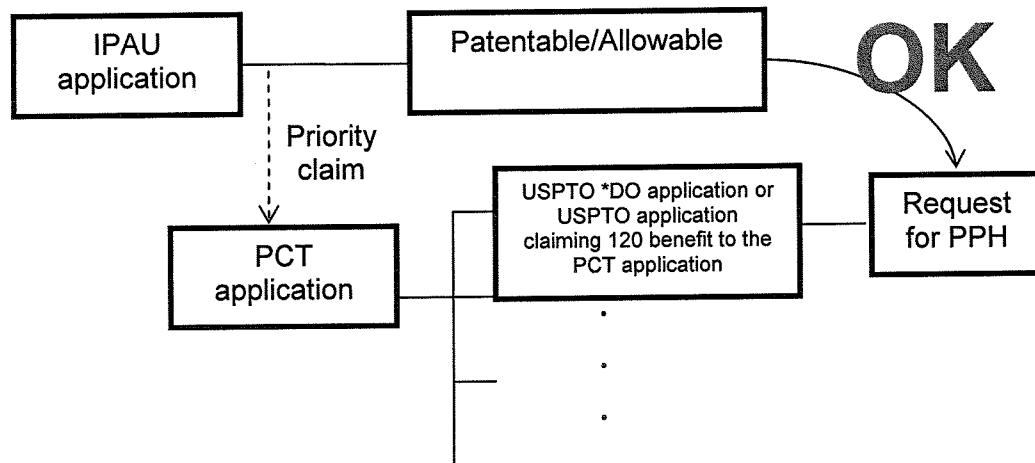 IPAU
application
Patentable/Allowable
OK
Priority
claim
USPTO *DO application or
USPTO application
claiming 120 benefit to the
PCT application
Request
for PPH
PCT
application